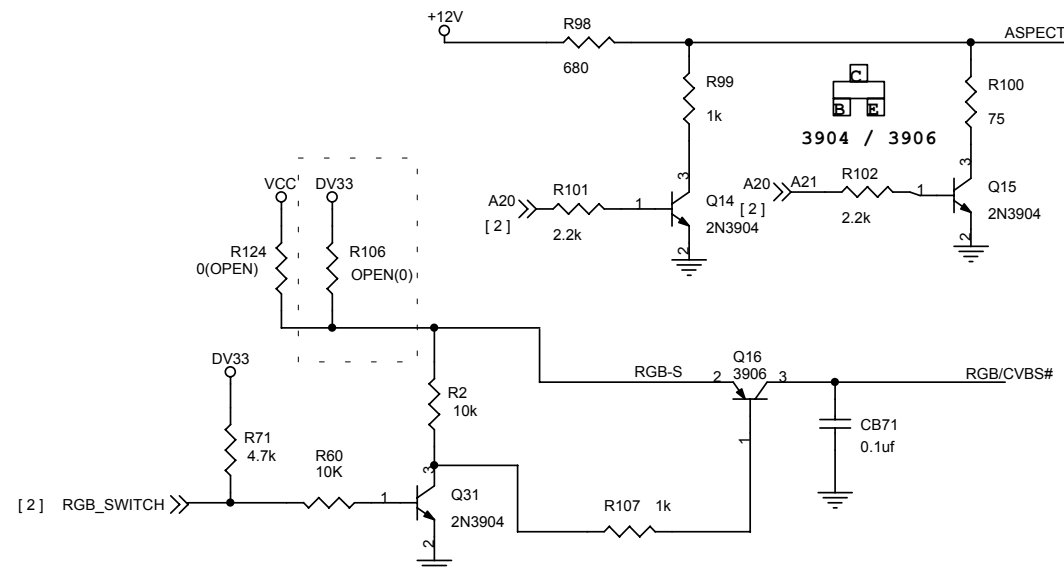 +12V
R98
680
ASPECT
R99
1k
C
B E
3904 / 3906
R100
75
3
3
VCC DV33
A20
[ 2 ]
R101
2.2k
1
Q14
2N3904
2
A20
[ 2 ]
A21
R102
2.2k
1
Q15
2N3904
2
R124
0(OPEN)
R106
OPEN(0)
DV33
R2
10k
RGB-S
2
Q16
3906
3
1
RGB/CVBS#
CB71
0.1uf
R71
4.7k
R60
10K
[ 2 ] RGB_SWITCH
1
3
Q31
2N3904
2
R107 1k